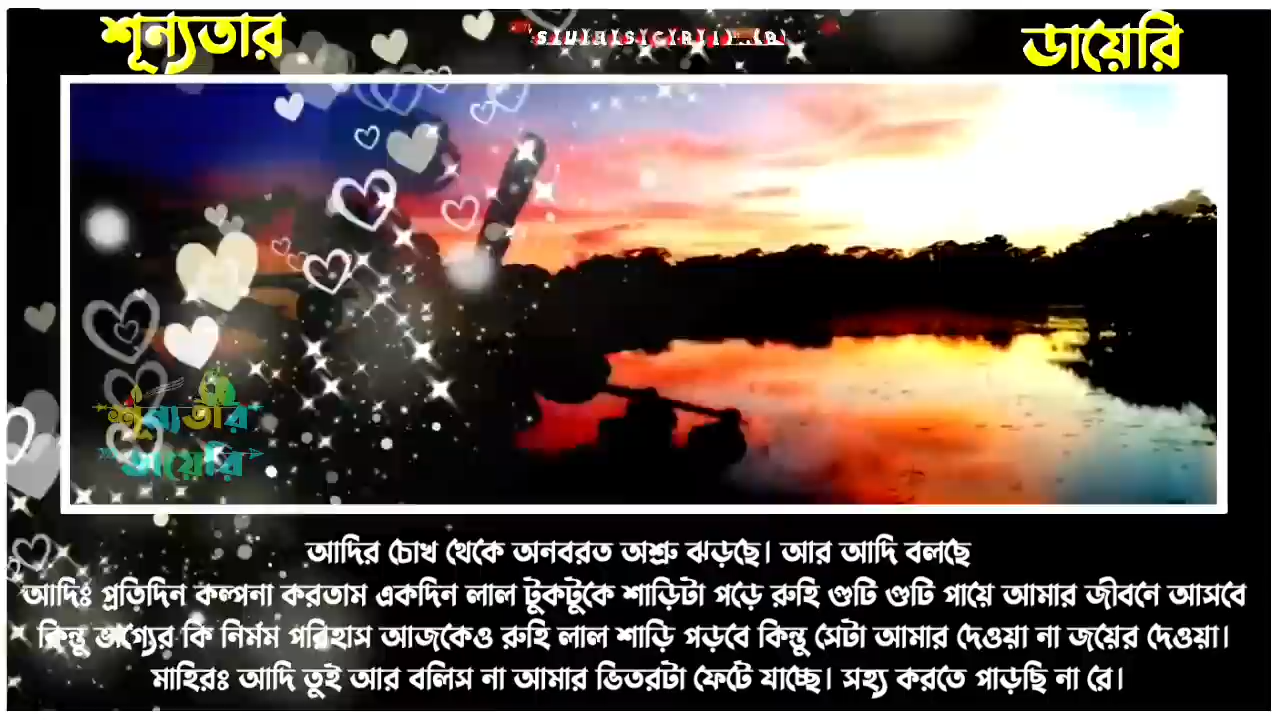 শূন্যতার
ডায়েরি
শূন্যতার
ডায়েরি
আদির চোখ থেকে অনবরত অশ্রু ঝড়ছে। আর আদি বলছে
আদিঃ প্রতিদিন কল্পনা করতাম একদিন লাল টুকটুকে শাড়িটা পড়ে রুহি গুটি গুটি পায়ে আমার জীবনে আসবে
কিন্তু ভাগ্যের কি নির্মম পরিহাস আজকেও রুহি লাল শাড়ি পড়বে কিন্তু সেটা আমার দেওয়া না জয়ের দেওয়া।
মাহিরঃ আদি তুই আর বলিস না আমার ভিতরটা ফেটে যাচ্ছে। সহ্য করতে পাড়ছি না রে।